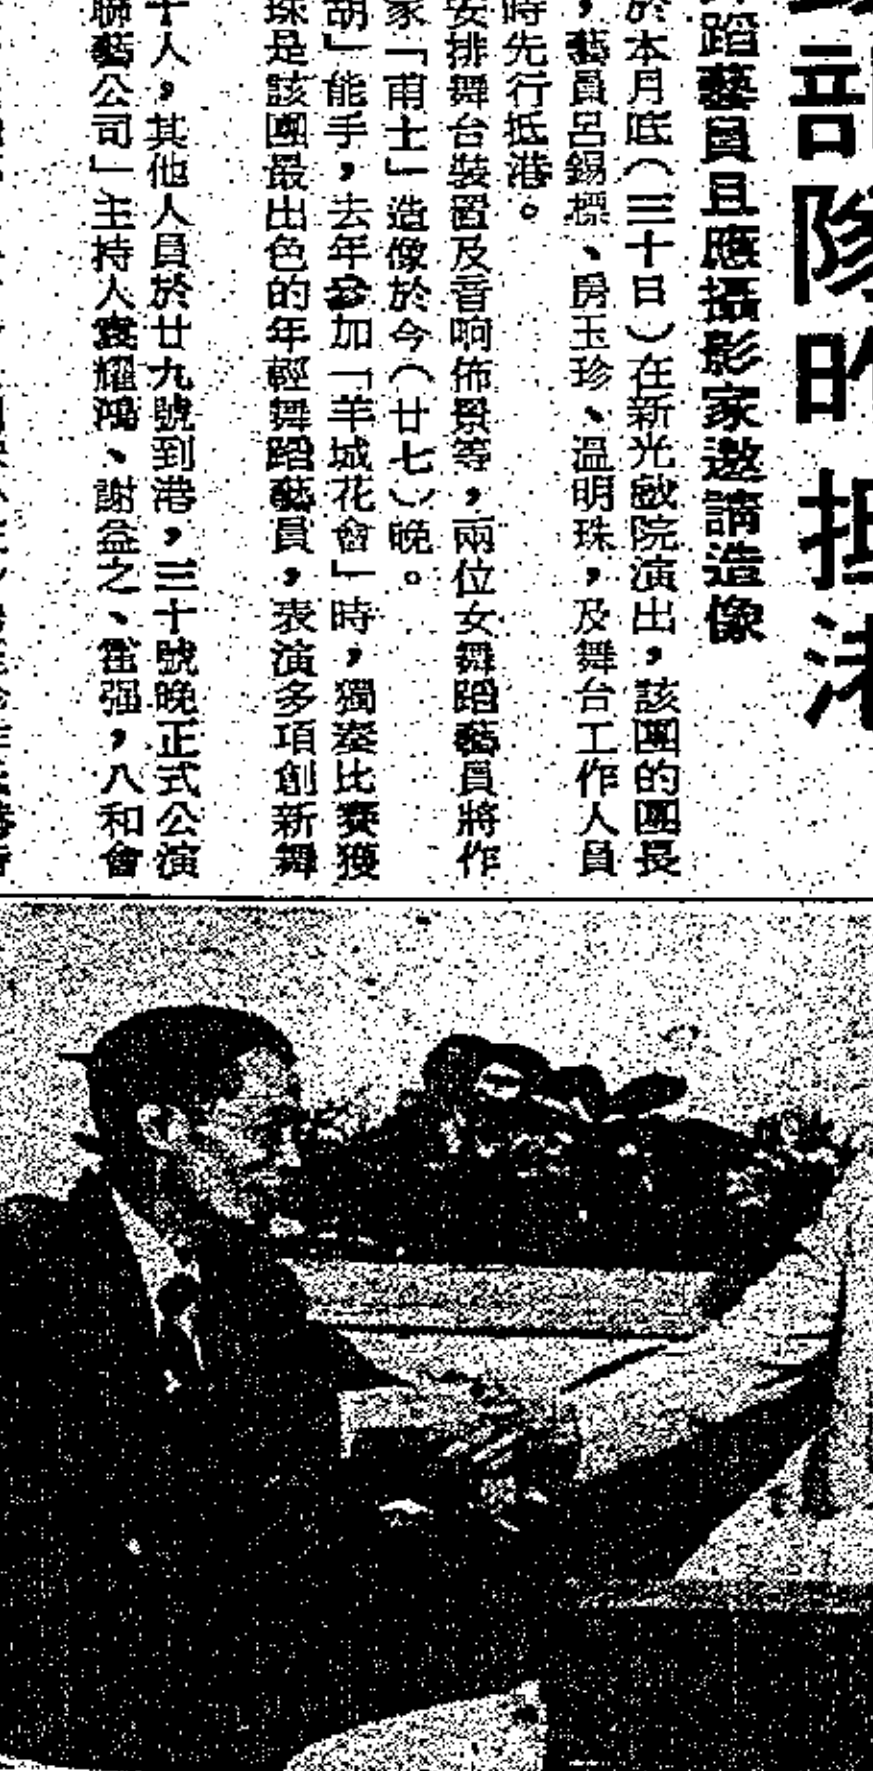 語隊昨抵港
蹈藝員且應攝影家邀請造像
於本月底（三十日）在新光戲院演出，該團的團長
，藝員呂錫標、房玉珍、溫明珠，及舞台工作人員
時先行抵港。
安排舞台裝置及音响佈景等，兩位女舞蹈藝員將作
家「甫士」造像於今（廿七）晚。
胡」能手，去年參加「羊城花會」時，獨奏比賽獲
珠是該團最出色的年輕舞蹈藝員，表演多項創新舞
十人，其他人員於廿九號到港，三十號晚正式公演
聯藝公司」主持人竇耀鴻、謝益之、雷强，八和會